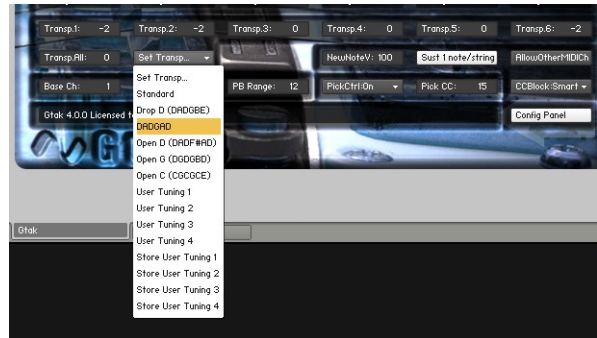 Transp.1: -2 Transp.2: -2 Transp.3: 0 Transp.4: 0 Transp.5: 0 Transp.6: -2
Transp.All: 0 Set Transp... NewNoteV: 100 Sust 1 note/string AllowOtherMIDICh
Base Ch: 1 PB Range: 12 PickCtrl:On Pick CC: 15 CCBlock:Smart
Gtak 4.0.0 Licensed Config Panel
Set Transp...
Standard
Drop D (DADGBE)
DADGAD
Open D (DADF#AD)
Open G (DGDGBD)
Open C (CGCGCE)
User Tuning 1
User Tuning 2
User Tuning 3
User Tuning 4
Store User Tuning 1
Store User Tuning 2
Store User Tuning 3
Store User Tuning 4
Gtak